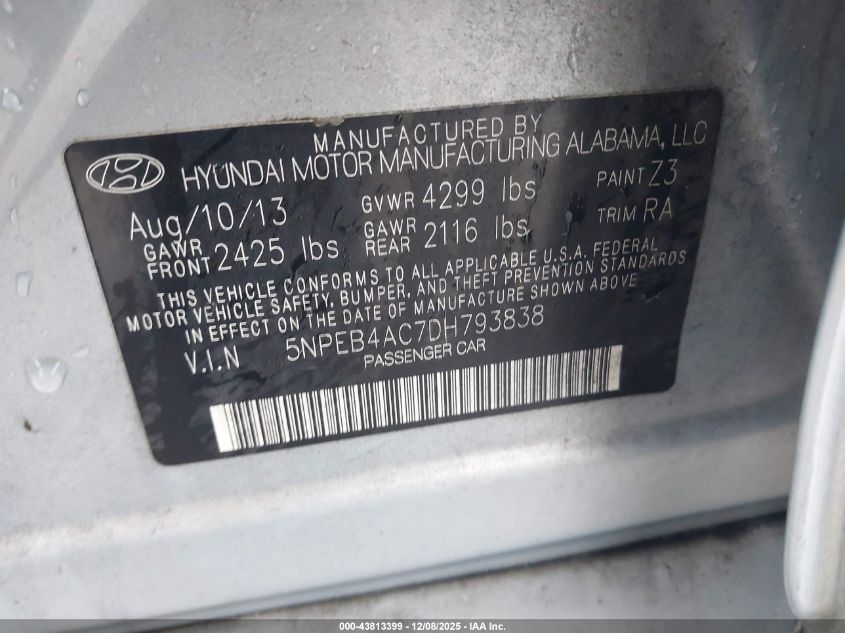 MANUFACTURED BY
HYUNDAI MOTOR MANUFACTURING ALABAMA, LLC
Aug/10/13 GVWR 4299 lbs PAINT Z3
GAWR FRONT 2425 lbs GAWR REAR 2116 lbs TRIM RA
THIS VEHICLE CONFORMS TO ALL APPLICABLE U.S.A. FEDERAL
MOTOR VEHICLE SAFETY, BUMPER, AND THEFT PREVENTION STANDARDS
IN EFFECT ON THE DATE OF MANUFACTURE SHOWN ABOVE
V.I.N 5NPEB4AC7DH793838
PASSENGER CAR
000-43813399 - 12/08/2025 - IAA Inc.